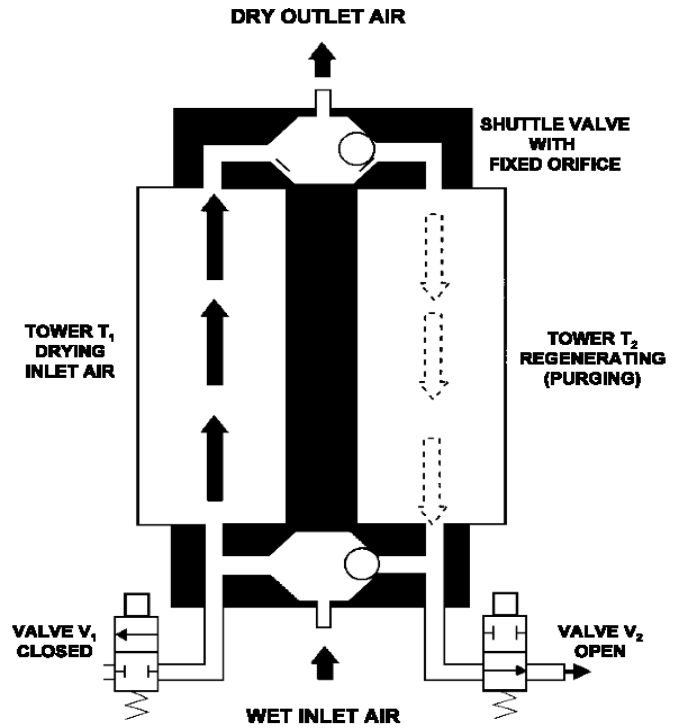 DRY OUTLET AIR
SHUTTLE VALVE
WITH
FIXED ORIFICE
TOWER T₁
DRYING
INLET AIR
TOWER T₂
REGENERATING
(PURGING)
VALVE V₁
CLOSED
VALVE V₂
OPEN
WET INLET AIR